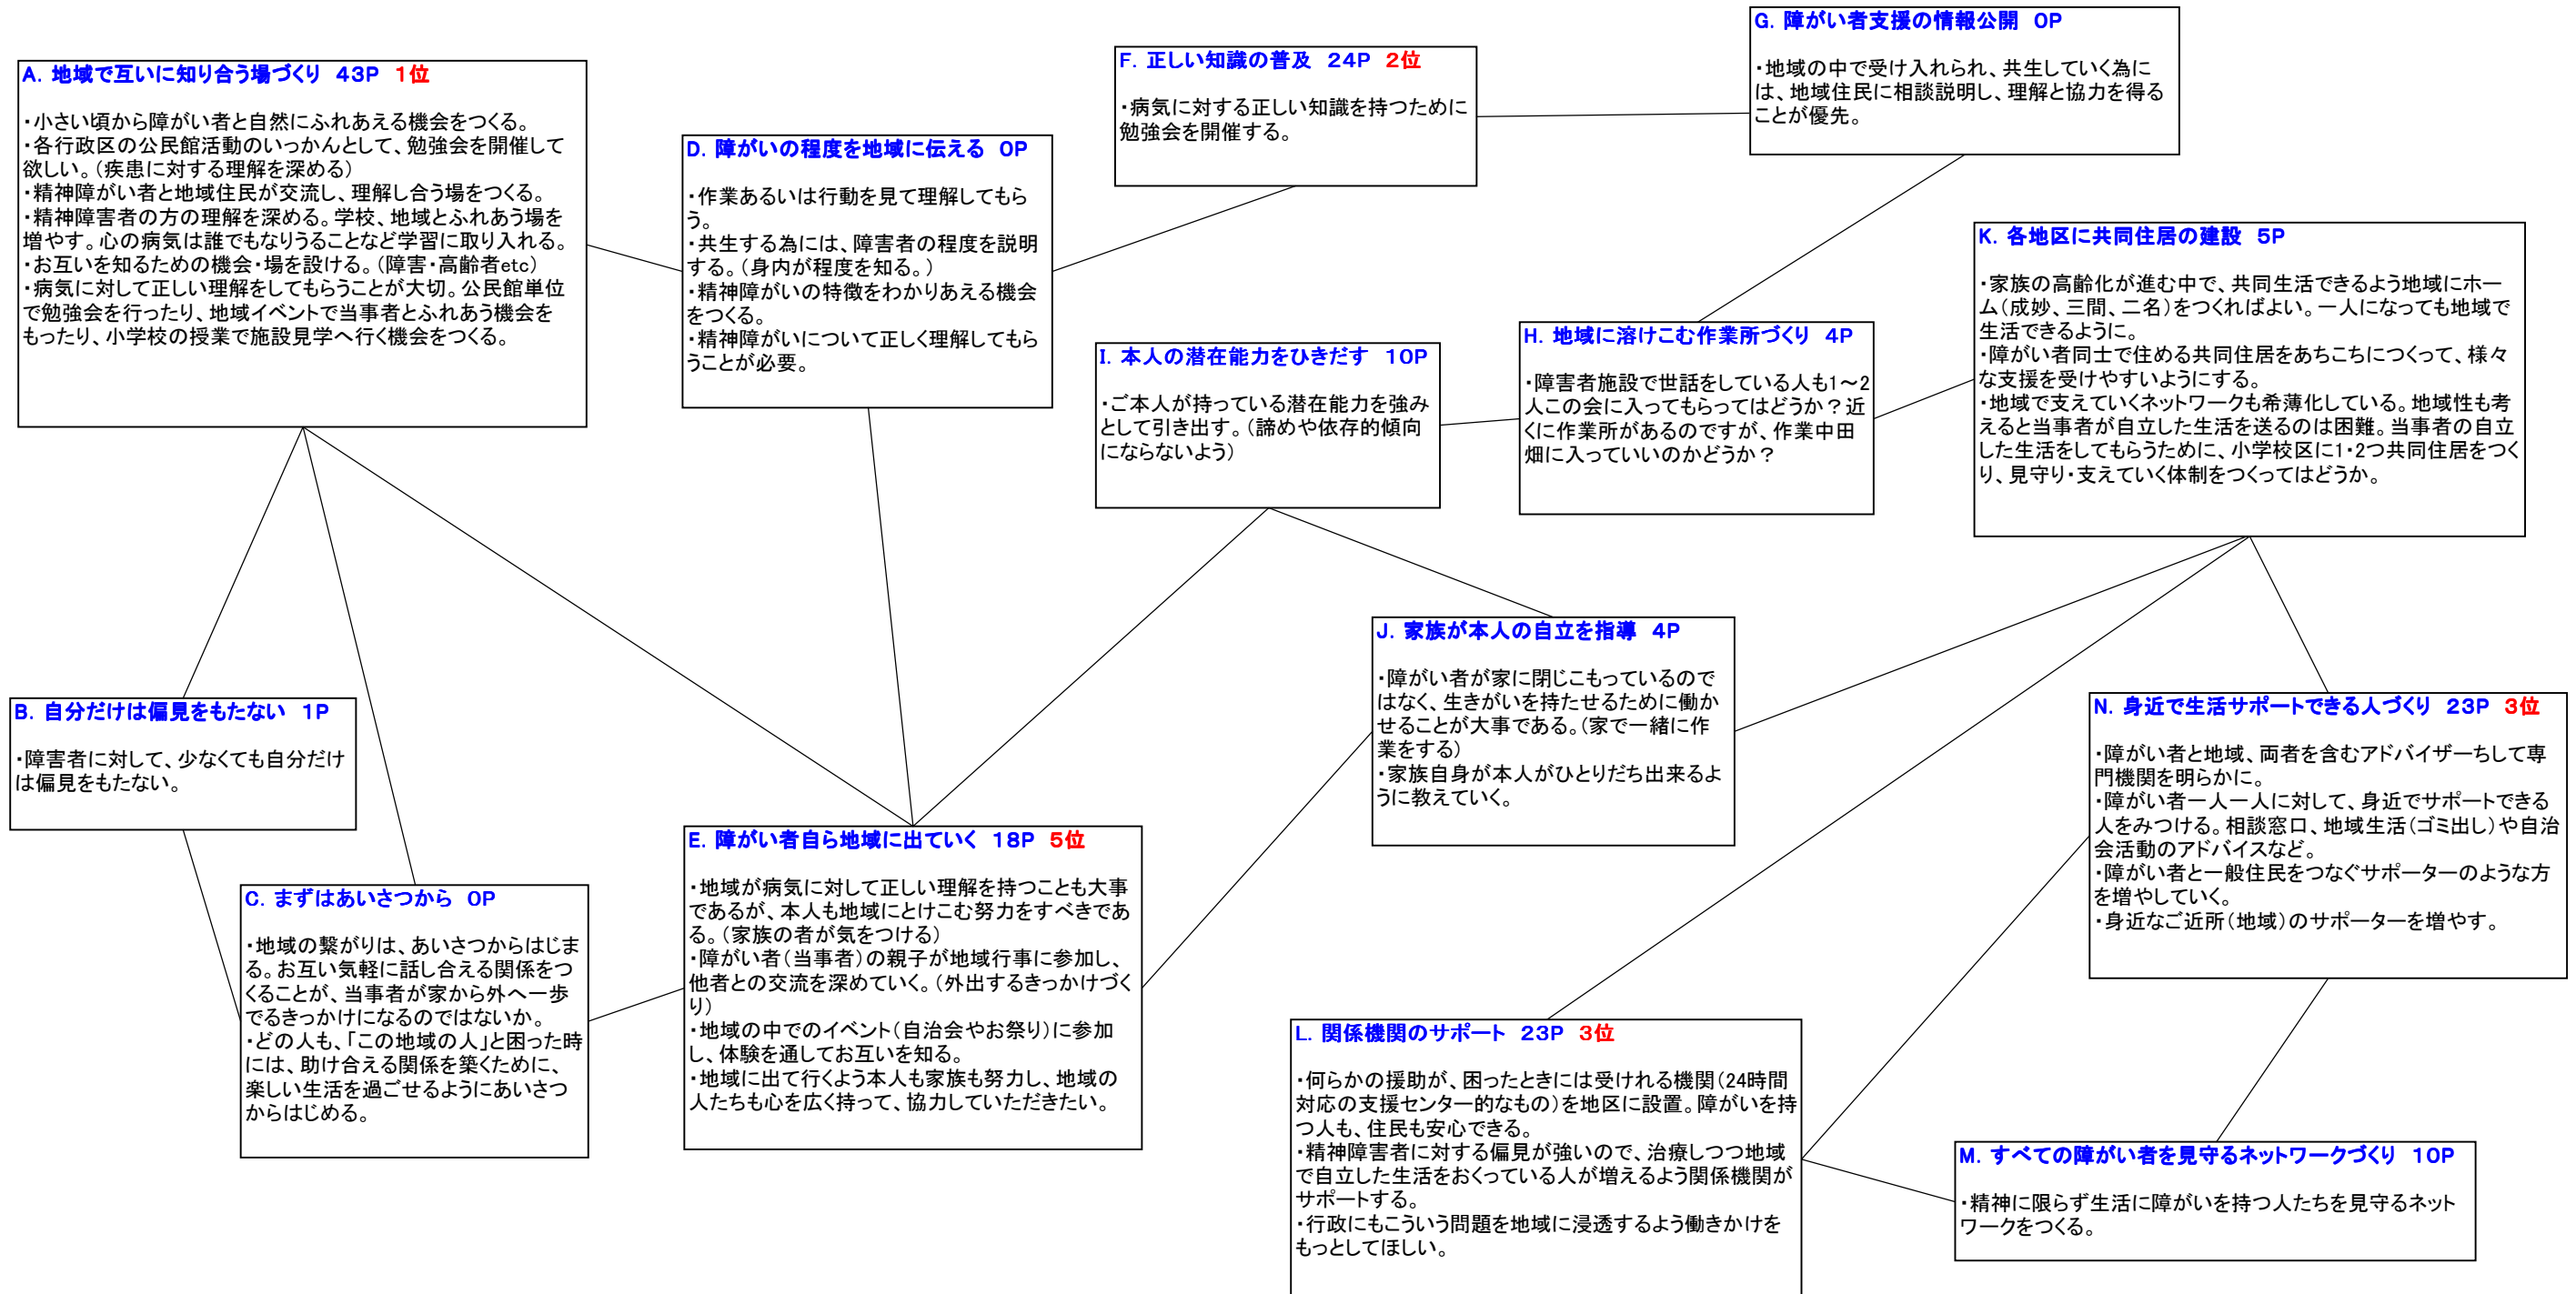 A. 地域で互いに知り合う場づくり 43P 1位
・小さい頃から障がい者と自然にふれあえる機会をつくる。
・各行政区の公民館活動のいっかんとして、勉強会を開催して
欲しい。(疾患に対する理解を深める)
・精神障がい者と地域住民が交流し、理解し合う場をつくる。
・精神障害者の方の理解を深める。学校、地域とふれあう場を
増やす。心の病気は誰でもなりうることなど学習に取り入れる。
・お互いを知るための機会・場を設ける。(障害・高齢者etc)
・病気に対して正しい理解をしてもらうことが大切。公民館単位
で勉強会を行ったり、地域イベントで当事者とふれあう機会を
もったり、小学校の授業で施設見学へ行く機会をつくる。
B. 自分だけは偏見をもたない 1P
・障害者に対して、少なくても自分だけ
は偏見をもたない。
C. まずはあいさつから 0P
・地域の繋がりは、あいさつからはじま
る。お互い気軽に話し合える関係をつ
くることが、当事者が家から外へ一歩
でるきっかけになるのではないか。
・どの人も、「この地域の人」と困った時
には、助け合える関係を築くために、
楽しい生活を過ごせるようにあいさつ
からはじめる。
D. 障がいの程度を地域に伝える 0P
・作業あるいは行動を見て理解してもら
う。
・共生する為には、障害者の程度を説明
する。(身内が程度を知る。)
・精神障がいの特徴をわかりあえる機会
をつくる。
・精神障がいについて正しく理解してもら
うことが必要。
E. 障がい者自ら地域に出ていく 18P 5位
・地域が病気に対して正しい理解を持つことも大事
であるが、本人も地域にとけこむ努力をすべきであ
る。(家族の者が気をつける)
・障がい者(当事者)の親子が地域行事に参加し、
他者との交流を深めていく。(外出するきっかけづく
り)
・地域の中でのイベント(自治会やお祭り)に参加
し、体験を通してお互いを知る。
・地域に出て行くよう本人も家族も努力し、地域の
人たちも心を広く持って、協力していただきたい。
F. 正しい知識の普及 24P 2位
・病気に対する正しい知識を持つために
勉強会を開催する。
G. 障がい者支援の情報公開 0P
・地域の中で受け入れられ、共生していく為に
は、地域住民に相談説明し、理解と協力を得る
ことが優先。
H. 地域に溶けこむ作業所づくり 4P
・障害者施設で世話をしている人も1～2
人この会に入ってもらってはどうか？近
くに作業所があるのですが、作業中田
畑に入っていいのかどうか？
I. 本人の潜在能力をひきだす 10P
・ご本人が持っている潜在能力を強み
として引き出す。(諦めや依存的傾向
にならないよう)
J. 家族が本人の自立を指導 4P
・障がい者が家に閉じこもっているので
はなく、生きがいを持たせるために働か
せることが大事である。(家で一緒に作
業をする)
・家族自身が本人がひとりだち出来るよ
うに教えていく。
K. 各地区に共同住居の建設 5P
・家族の高齢化が進む中で、共同生活できるよう地域にホー
ム(成妙、三間、二名)をつくればよい。一人になっても地域で
生活できるように。
・障がい者同士で住める共同住居をあちこちにつくって、様々
な支援を受けやすいようにする。
・地域で支えていくネットワークも希薄化している。地域性も考
えると当事者が自立した生活を送るのは困難。当事者の自立
した生活をしてもらうために、小学校区に1・2つ共同住居をつく
り、見守り・支えていく体制をつくってはどうか。
L. 関係機関のサポート 23P 3位
・何らかの援助が、困ったときには受けれる機関(24時間
対応の支援センター的なもの)を地区に設置。障がいを持
つ人も、住民も安心できる。
・精神障害者に対する偏見が強いので、治療しつつ地域
で自立した生活をおくっている人が増えるよう関係機関が
サポートする。
・行政にもこういう問題を地域に浸透するよう働きかけを
もっとしてほしい。
M. すべての障がい者を見守るネットワークづくり 10P
・精神に限らず生活に障がいを持つ人たちを見守るネット
ワークをつくる。
N. 身近で生活サポートできる人づくり 23P 3位
・障がい者と地域、両者を含むアドバイザーちして専
門機関を明らかに。
・障がい者一人一人に対して、身近でサポートできる
人をみつける。相談窓口、地域生活(ゴミ出し)や自治
会活動のアドバイスなど。
・障がい者と一般住民をつなぐサポーターのような方
を増やしていく。
・身近なご近所(地域)のサポーターを増やす。